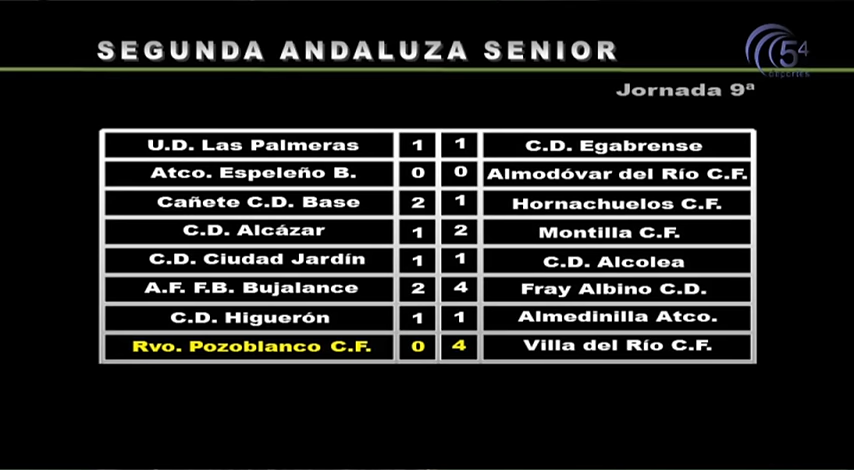 SEGUNDA ANDALUZA SENIOR
54
deportes
Jornada 9ª
U.D. Las Palmeras 1 1 C.D. Egabrense
Atco. Espeleño B. 0 0 Almodóvar del Río C.F.
Cañete C.D. Base 2 1 Hornachuelos C.F.
C.D. Alcázar 1 2 Montilla C.F.
C.D. Ciudad Jardín 1 1 C.D. Alcolea
A.F. F.B. Bujalance 2 4 Fray Albino C.D.
C.D. Higuerón 1 1 Almedinilla Atco.
Rvo. Pozoblanco C.F. 0 4 Villa del Río C.F.